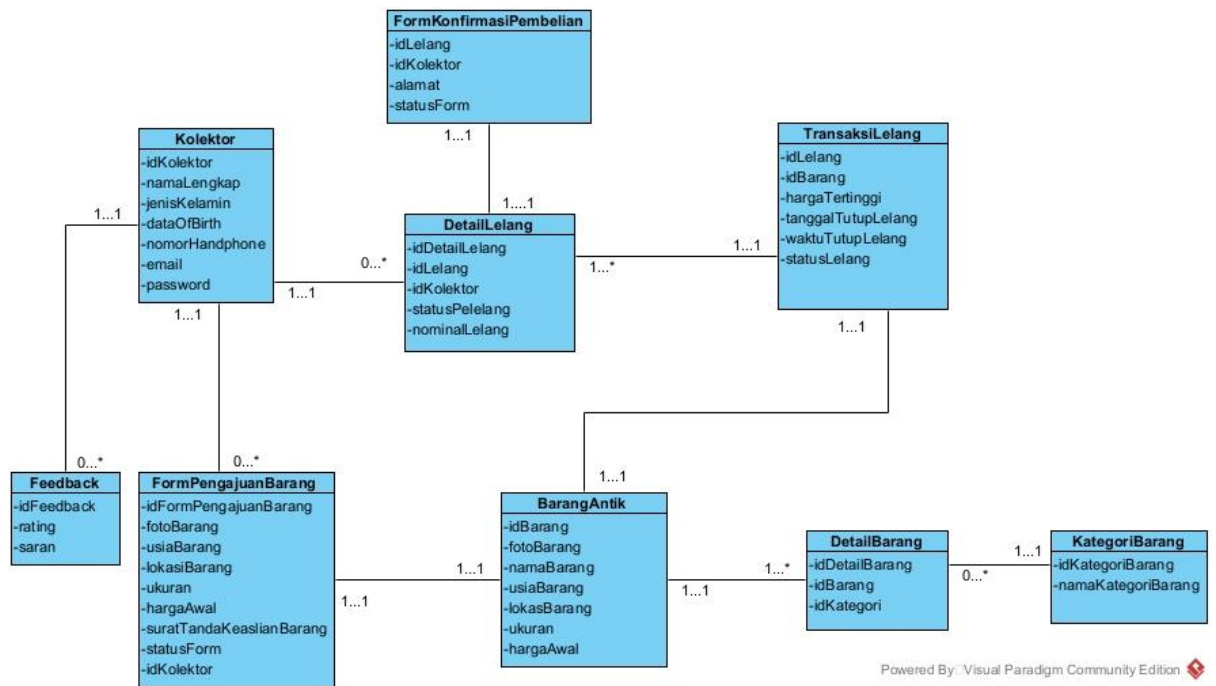 FormKonfirmasiPembelian
-idLelang
-idKolektor
-alamat
-statusForm
1...1
1....1
Kolektor
-idKolektor
-namaLengkap
-jenisKelamin
-dataOfBirth
-nomorHandphone
-email
-password
1...1
1...1
1...1
0...*
DetailLelang
-idDetailLelang
-idLelang
-idKolektor
-statusPelelang
-nominalLelang
1...*
1...1
TransaksiLelang
-idLelang
-idBarang
-hargaTertinggi
-tanggalTutupLelang
-waktuTutupLelang
-statusLelang
1...1
1...1
0...*
Feedback
-idFeedback
-rating
-saran
0...*
FormPengajuanBarang
-idFormPengajuanBarang
-fotoBarang
-usiaBarang
-lokasiBarang
-ukuran
-hargaAwal
-suratTandaKeaslianBarang
-statusForm
-idKolektor
1...1
1...1
BarangAntik
-idBarang
-fotoBarang
-namaBarang
-usiaBarang
-lokasBarang
-ukuran
-hargaAwal
1...1
1...*
DetailBarang
-idDetailBarang
-idBarang
-idKategori
0...*
1...1
KategoriBarang
-idKategoriBarang
-namaKategoriBarang
Powered By Visual Paradigm Community Edition